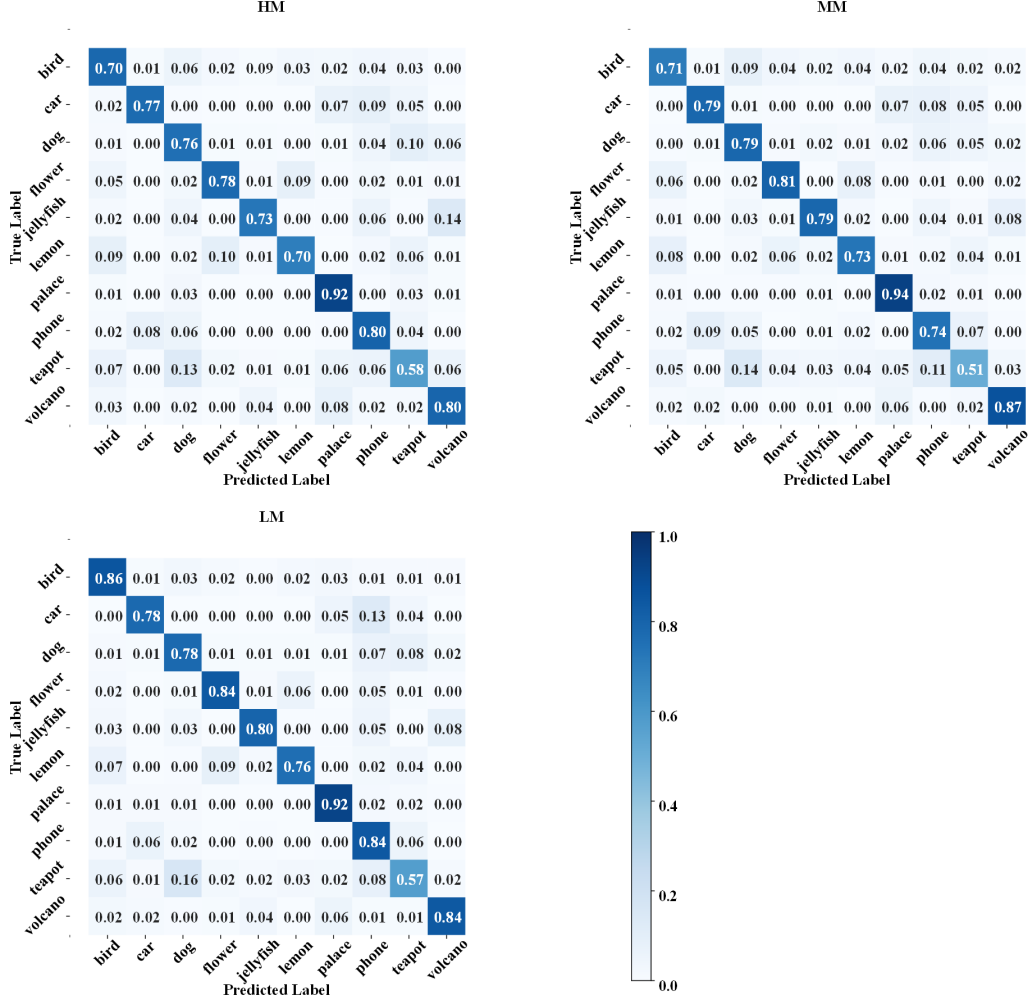 HM
bird 0.70 0.01 0.06 0.02 0.09 0.03 0.02 0.04 0.03 0.00
car 0.02 0.77 0.00 0.00 0.00 0.00 0.07 0.09 0.05 0.00
dog 0.01 0.00 0.76 0.01 0.01 0.00 0.01 0.04 0.10 0.06
flower 0.05 0.00 0.02 0.78 0.01 0.09 0.00 0.02 0.01 0.01
jellyfish 0.02 0.00 0.04 0.00 0.73 0.00 0.00 0.06 0.00 0.14
lemon 0.09 0.00 0.02 0.10 0.01 0.70 0.00 0.02 0.06 0.01
palace 0.01 0.00 0.03 0.00 0.00 0.00 0.92 0.00 0.03 0.01
phone 0.02 0.08 0.06 0.00 0.00 0.00 0.00 0.80 0.04 0.00
teapot 0.07 0.00 0.13 0.02 0.01 0.01 0.06 0.06 0.58 0.06
volcano 0.03 0.00 0.02 0.00 0.04 0.00 0.08 0.02 0.02 0.80
True Label
bird car dog flower jellyfish lemon palace phone teapot volcano
Predicted Label
MM
bird 0.71 0.01 0.09 0.04 0.02 0.04 0.02 0.04 0.02 0.02
car 0.00 0.79 0.01 0.00 0.00 0.00 0.07 0.08 0.05 0.00
dog 0.00 0.01 0.79 0.01 0.02 0.01 0.02 0.06 0.05 0.02
flower 0.06 0.00 0.02 0.81 0.00 0.08 0.00 0.01 0.00 0.02
jellyfish 0.01 0.00 0.03 0.01 0.79 0.02 0.00 0.04 0.01 0.08
lemon 0.08 0.00 0.02 0.06 0.02 0.73 0.01 0.02 0.04 0.01
palace 0.01 0.00 0.00 0.00 0.01 0.00 0.94 0.02 0.01 0.00
phone 0.02 0.09 0.05 0.00 0.01 0.02 0.00 0.74 0.07 0.00
teapot 0.05 0.00 0.14 0.04 0.03 0.04 0.05 0.11 0.51 0.03
volcano 0.02 0.02 0.00 0.00 0.01 0.00 0.06 0.00 0.02 0.87
True Label
bird car dog flower jellyfish lemon palace phone teapot volcano
Predicted Label
LM
bird 0.86 0.01 0.03 0.02 0.00 0.02 0.03 0.01 0.01 0.01
car 0.00 0.78 0.00 0.00 0.00 0.00 0.05 0.13 0.04 0.00
dog 0.01 0.01 0.78 0.01 0.01 0.01 0.01 0.07 0.08 0.02
flower 0.02 0.00 0.01 0.84 0.01 0.06 0.00 0.05 0.01 0.00
jellyfish 0.03 0.00 0.03 0.00 0.80 0.00 0.00 0.05 0.00 0.08
lemon 0.07 0.00 0.00 0.09 0.02 0.76 0.00 0.02 0.04 0.00
palace 0.01 0.01 0.01 0.00 0.00 0.00 0.92 0.02 0.02 0.00
phone 0.01 0.06 0.02 0.00 0.00 0.00 0.00 0.84 0.06 0.00
teapot 0.06 0.01 0.16 0.02 0.02 0.03 0.02 0.08 0.57 0.02
volcano 0.02 0.02 0.00 0.01 0.04 0.00 0.06 0.01 0.01 0.84
True Label
bird car dog flower jellyfish lemon palace phone teapot volcano
Predicted Label
1.0
0.8
0.6
0.4
0.2
0.0